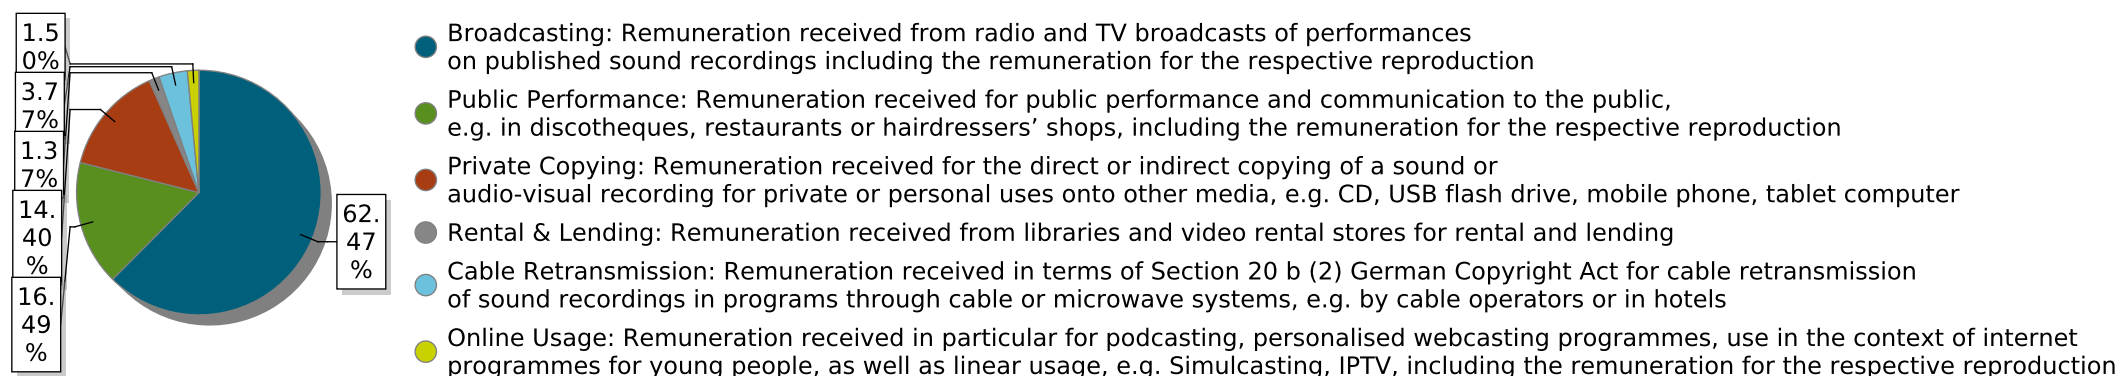 1.5
0%
3.7
7%
1.3
7%
14.
40
%
16.
49
%
62.
47
%
Broadcasting: Remuneration received from radio and TV broadcasts of performances
on published sound recordings including the remuneration for the respective reproduction
Public Performance: Remuneration received for public performance and communication to the public,
e.g. in discotheques, restaurants or hairdressers’ shops, including the remuneration for the respective reproduction
Private Copying: Remuneration received for the direct or indirect copying of a sound or
audio-visual recording for private or personal uses onto other media, e.g. CD, USB flash drive, mobile phone, tablet computer
Rental & Lending: Remuneration received from libraries and video rental stores for rental and lending
Cable Retransmission: Remuneration received in terms of Section 20 b (2) German Copyright Act for cable retransmission
of sound recordings in programs through cable or microwave systems, e.g. by cable operators or in hotels
Online Usage: Remuneration received in particular for podcasting, personalised webcasting programmes, use in the context of internet
programmes for young people, as well as linear usage, e.g. Simulcasting, IPTV, including the remuneration for the respective reproduction